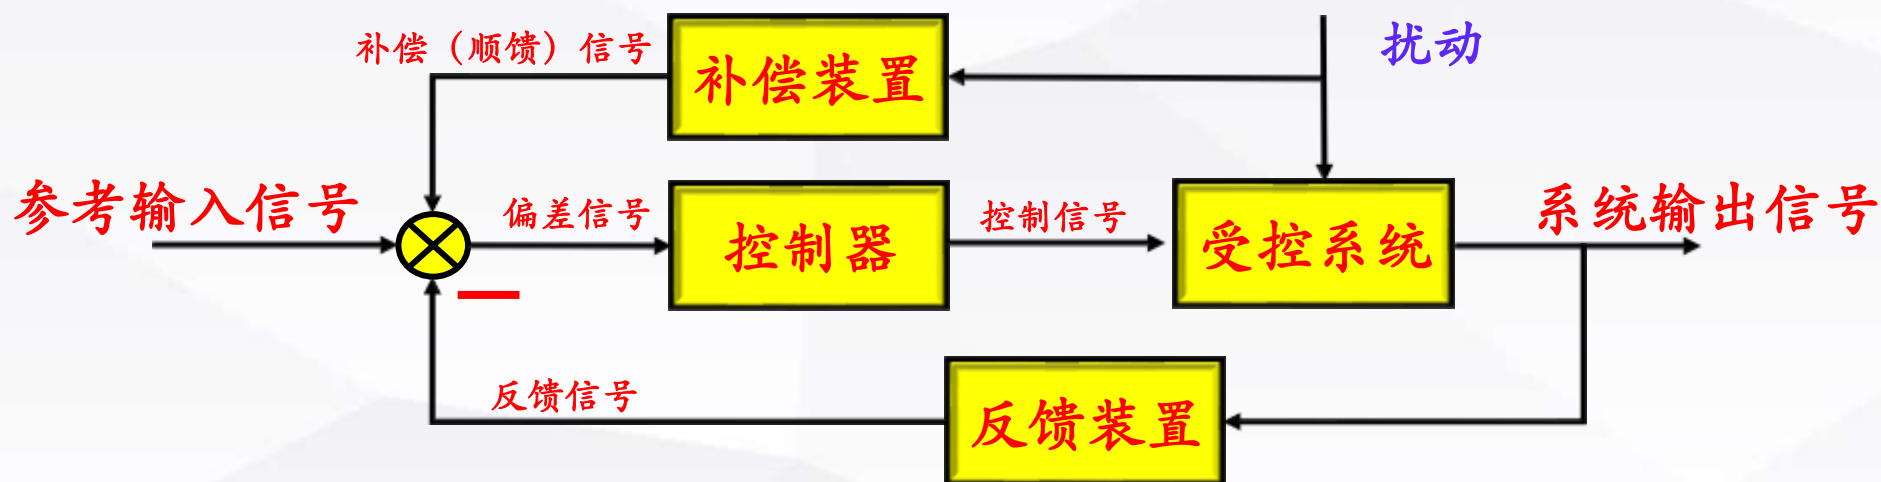 补偿（顺馈）信号
补偿装置
扰动
参考输入信号
偏差信号
控制器
控制信号
受控系统
系统输出信号
反馈信号
反馈装置